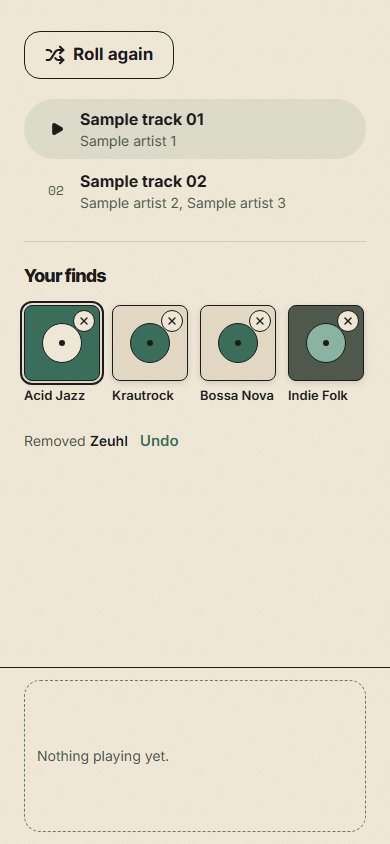 Roll again
Sample track 01
Sample artist 1
02
Sample track 02
Sample artist 2, Sample artist 3
Your finds
Acid Jazz
Krautrock
Bossa Nova
Indie Folk
Removed Zeuhl Undo
Nothing playing yet.